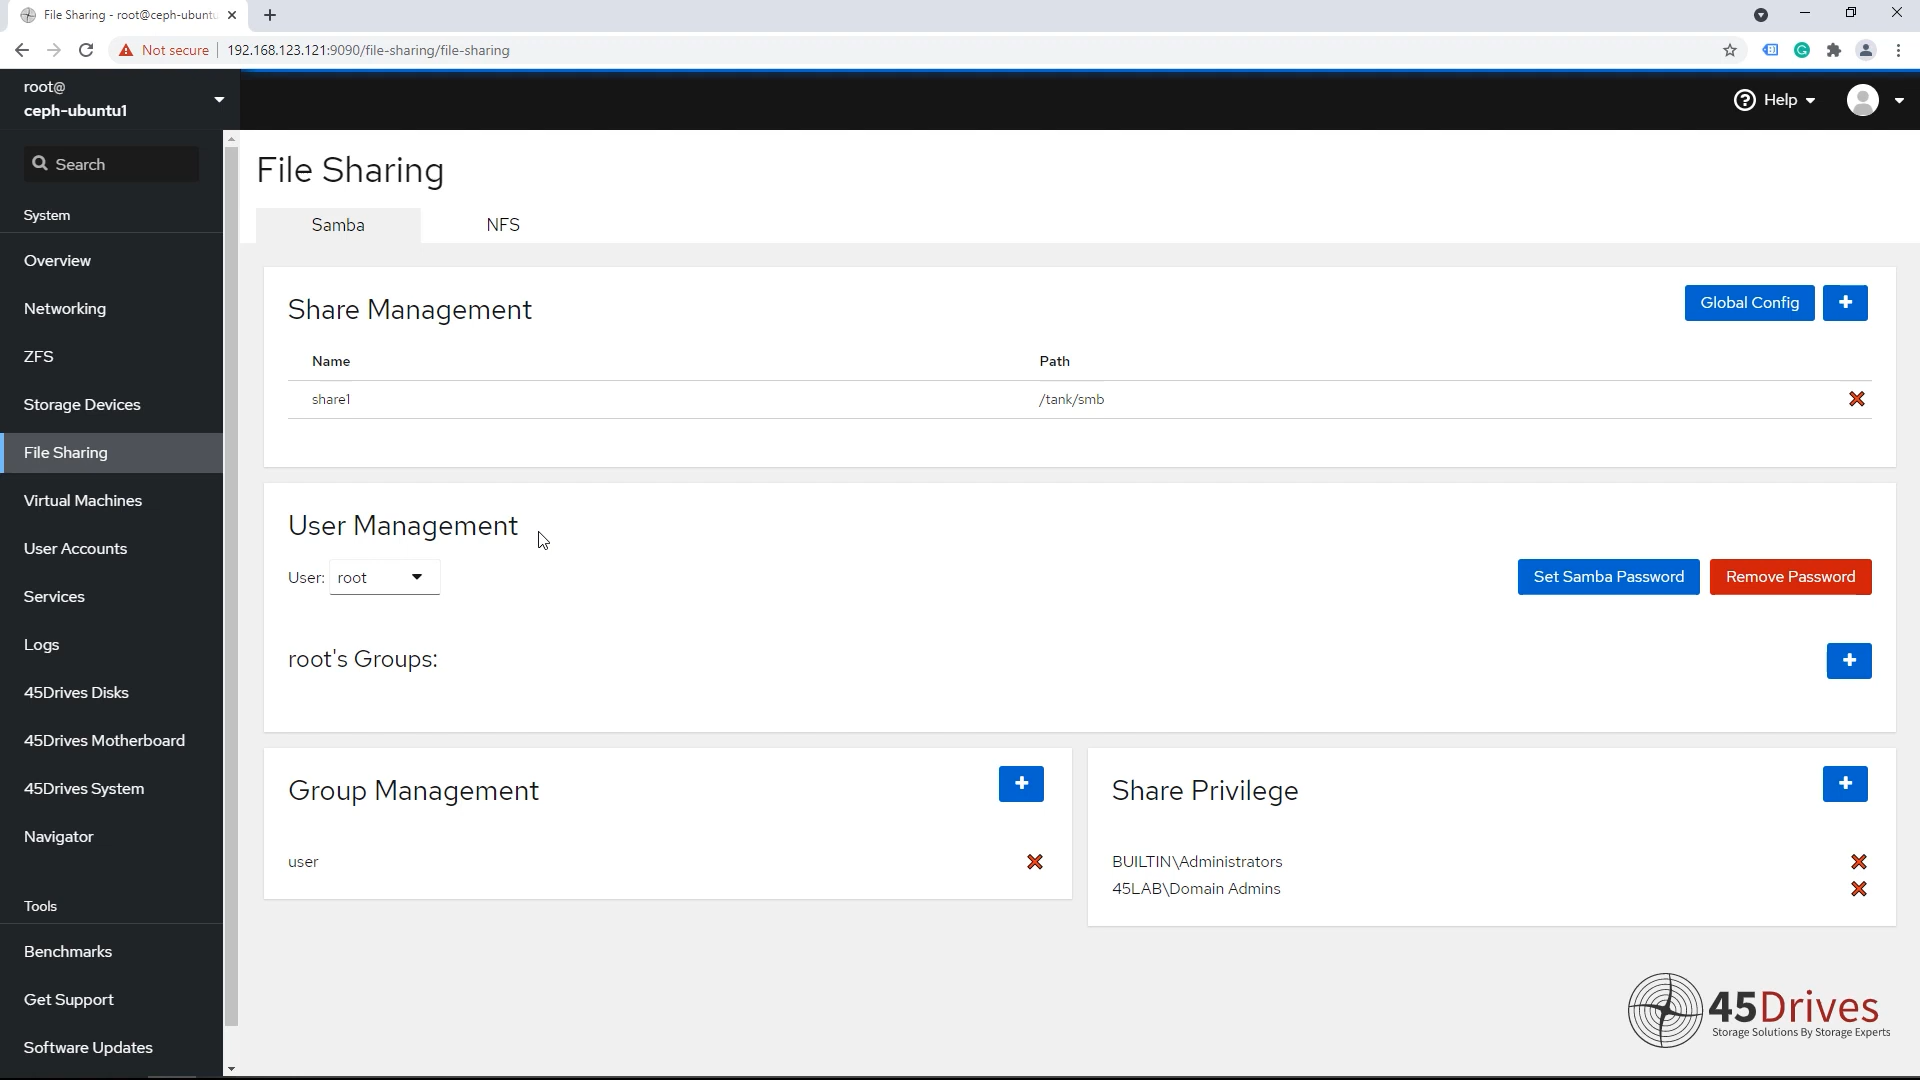 File Sharing - root@ceph-ubuntu
Not secure
192.168.123.121:9090/file-sharing/file-sharing
root@
ceph-ubuntu1
Help
Search
System
Overview
Networking
ZFS
Storage Devices
File Sharing
Virtual Machines
User Accounts
Services
Logs
45Drives Disks
45Drives Motherboard
45Drives System
Navigator
Tools
Benchmarks
Get Support
Software Updates
File Sharing
Samba
NFS
Share Management
Global Config
Name
Path
share1
/tank/smb
User Management
User:
root
Set Samba Password
Remove Password
root's Groups:
Group Management
user
Share Privilege
BUILTIN\Administrators
45LAB\Domain Admins
45Drives
Storage Solutions By Storage Experts